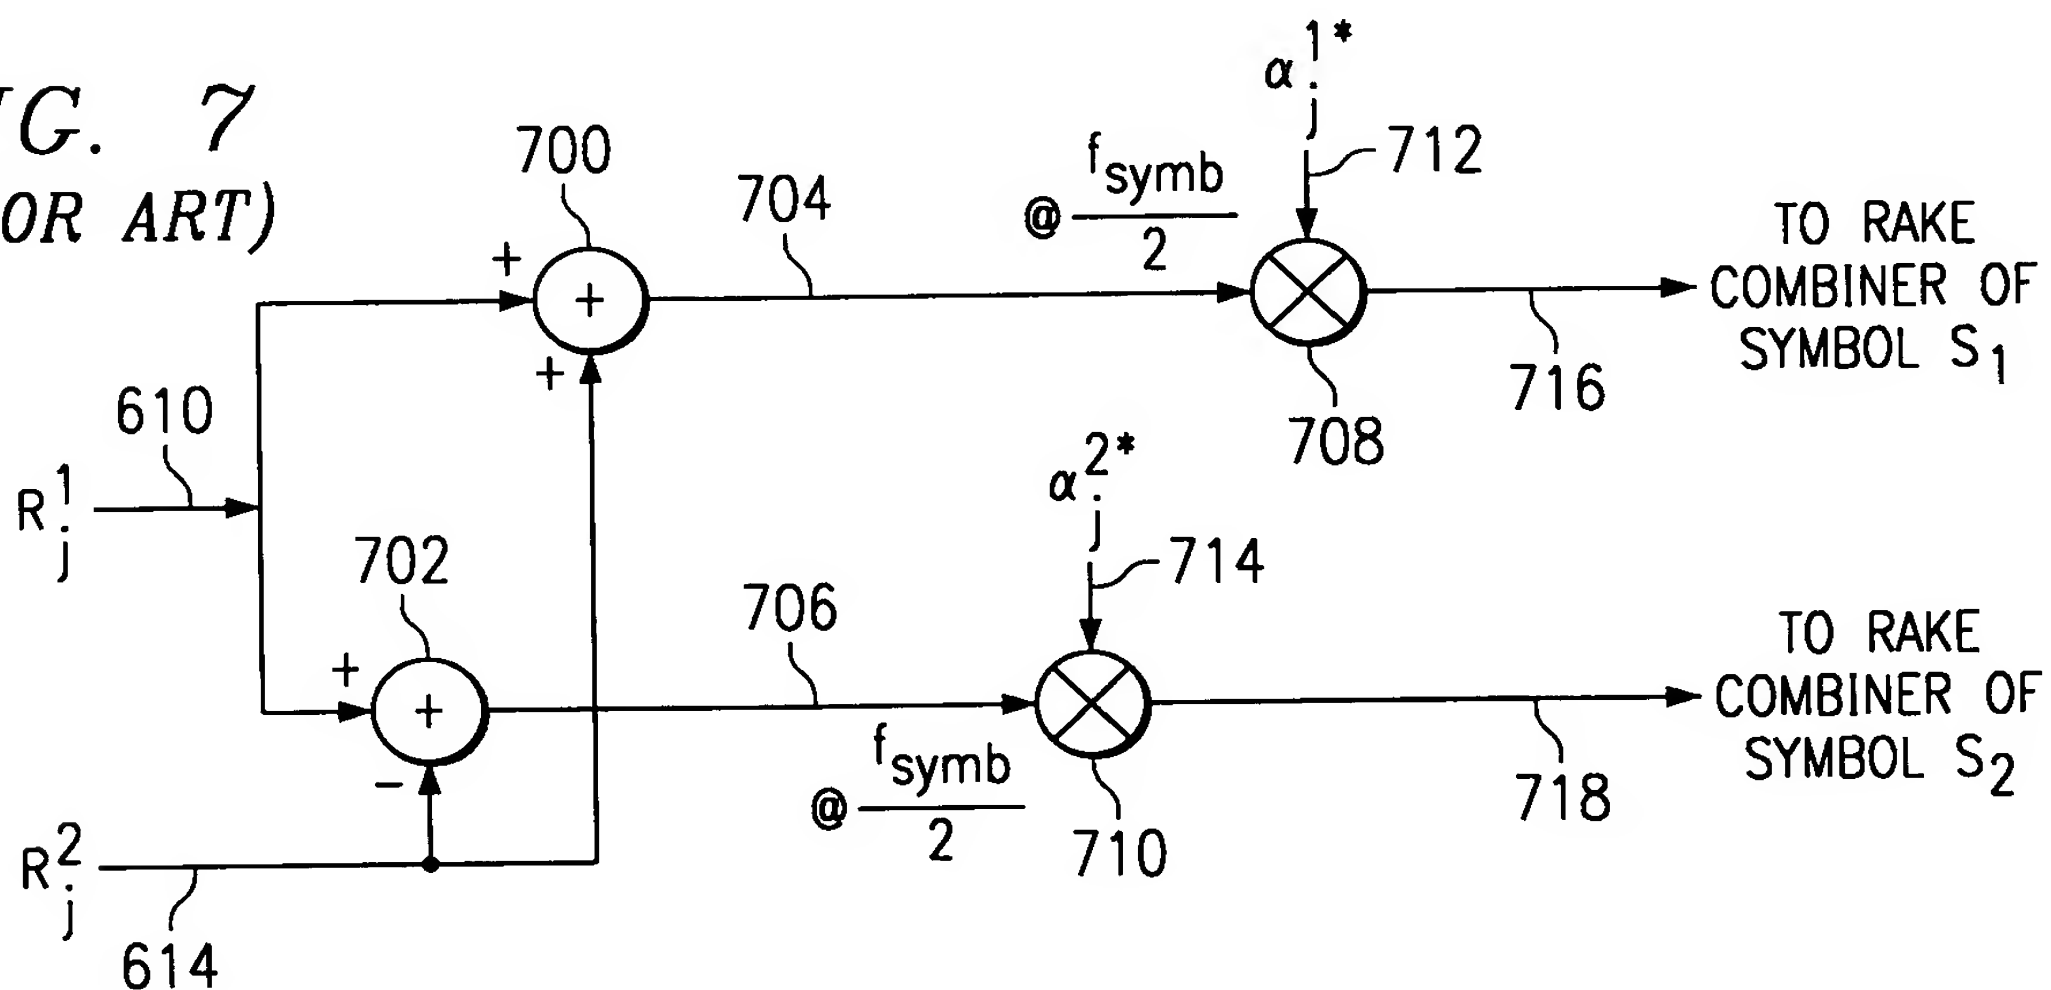 G. 7
OR ART)
700
704
@ f_symb / 2
α_j^1*
712
TO RAKE
COMBINER OF
SYMBOL S_1
+
+
+
716
708
610
R_j^1
α_j^2*
714
702
706
TO RAKE
COMBINER OF
SYMBOL S_2
+
+
-
@ f_symb / 2
718
710
R_j^2
614